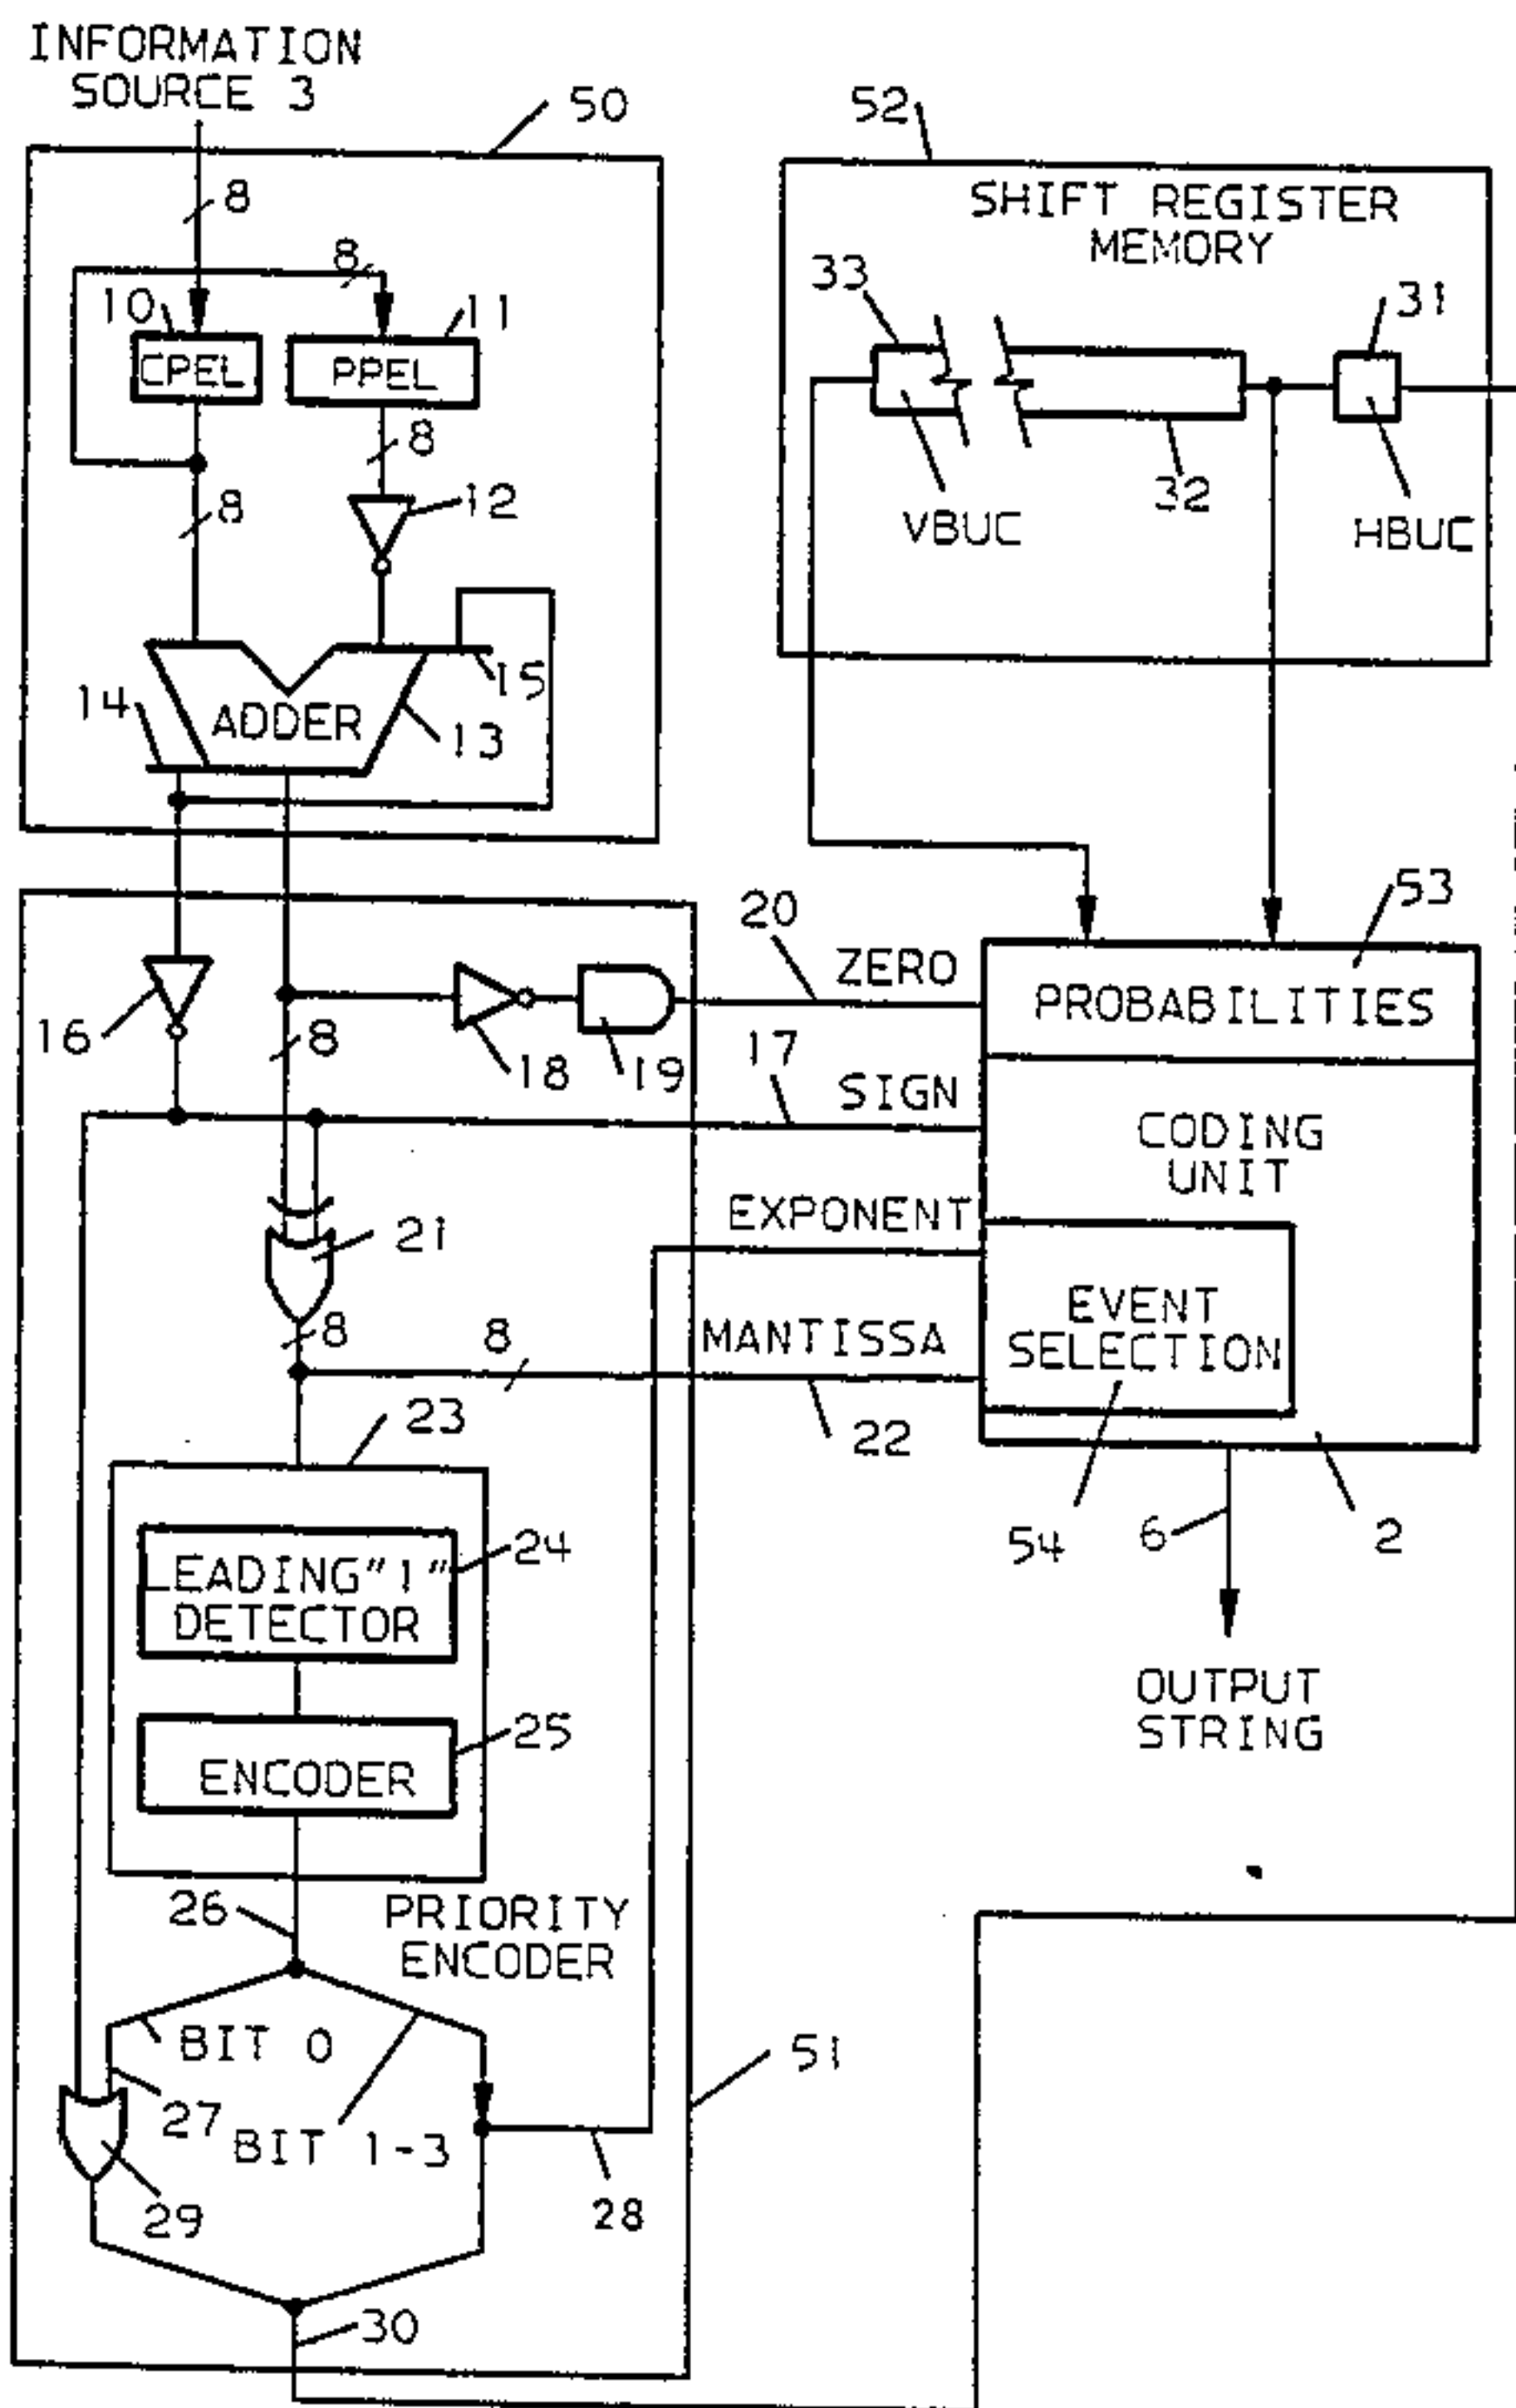 INFORMATION
SOURCE 3
50
52
8
SHIFT REGISTER
MEMORY
8
33
31
10
11
CPEL
PPEL
8
8
12
32
VBUC
HBUC
15
14
ADDER
13
53
20
ZERO
PROBABILITIES
16
8
18
19
17
SIGN
CODING
UNIT
EXPONENT
21
EVENT
SELECTION
8
8
MANTISSA
23
22
2
54
6
24
LEADING"1"
DETECTOR
OUTPUT
STRING
25
ENCODER
26
PRIORITY
ENCODER
BIT 0
51
27
BIT 1-3
29
28
30